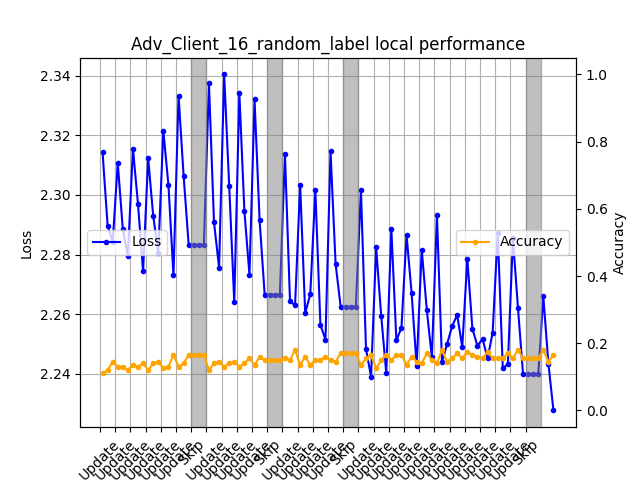 Adv_Client_16_random_label local performance
2.34
2.32
2.30
2.28
2.26
2.24
Loss
Loss
Accuracy
1.0
0.8
0.6
0.4
0.2
0.0
Accuracy
Update
Update
Update
Update
Update
Update
Skip
Update
Update
Update
Update
Skip
Update
Update
Update
Update
Skip
Update
Update
Update
Update
Update
Update
Update
Update
Update
Update
Update
Skip